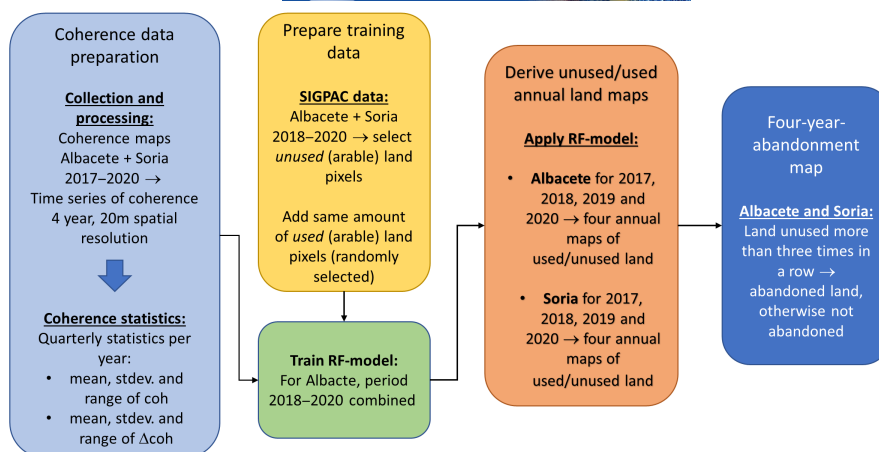 Coherence data
preparation
Collection and
processing:
Coherence maps
Albacete + Soria
2017–2020 →
Time series of coherence
4 year, 20m spatial
resolution
Coherence statistics:
Quarterly statistics per
year:
• mean, stdev. and
range of coh
• mean, stdev. and
range of Δcoh
Prepare training
data
SIGPAC data:
Albacete + Soria
2018–2020 → select
unused (arable) land
pixels
Add same amount
of used (arable) land
pixels (randomly
selected)
Train RF-model:
For Albacte, period
2018–2020 combined
Derive unused/used
annual land maps
Apply RF-model:
• Albacete for 2017,
2018, 2019 and
2020 → four annual
maps of
used/unused land
• Soria for 2017,
2018, 2019 and
2020 → four annual
maps of
used/unused land
Four-year-
abandonment
map
Albacete and Soria:
Land unused more
than three times in
a row →
abandoned land,
otherwise not
abandoned